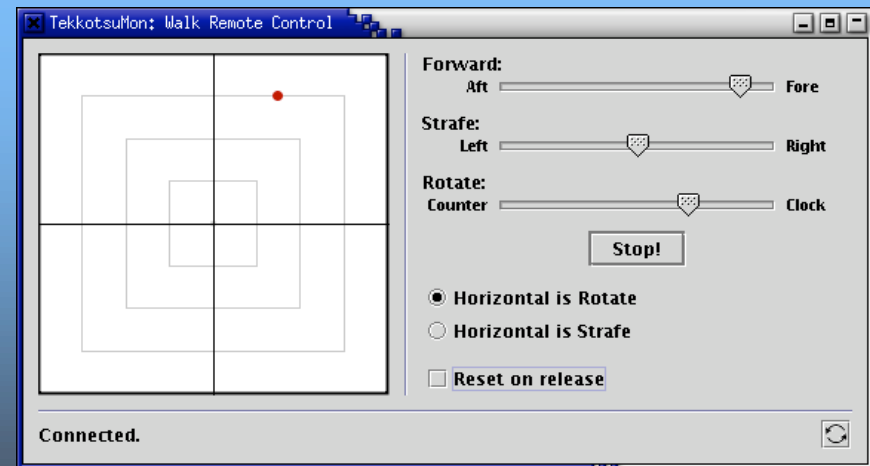 TekkotsuMon: Walk Remote Control
Forward:
Aft Fore
Strafe:
Left Right
Rotate:
Counter Clock
Stop!
Horizontal is Rotate
Horizontal is Strafe
Reset on release
Connected.